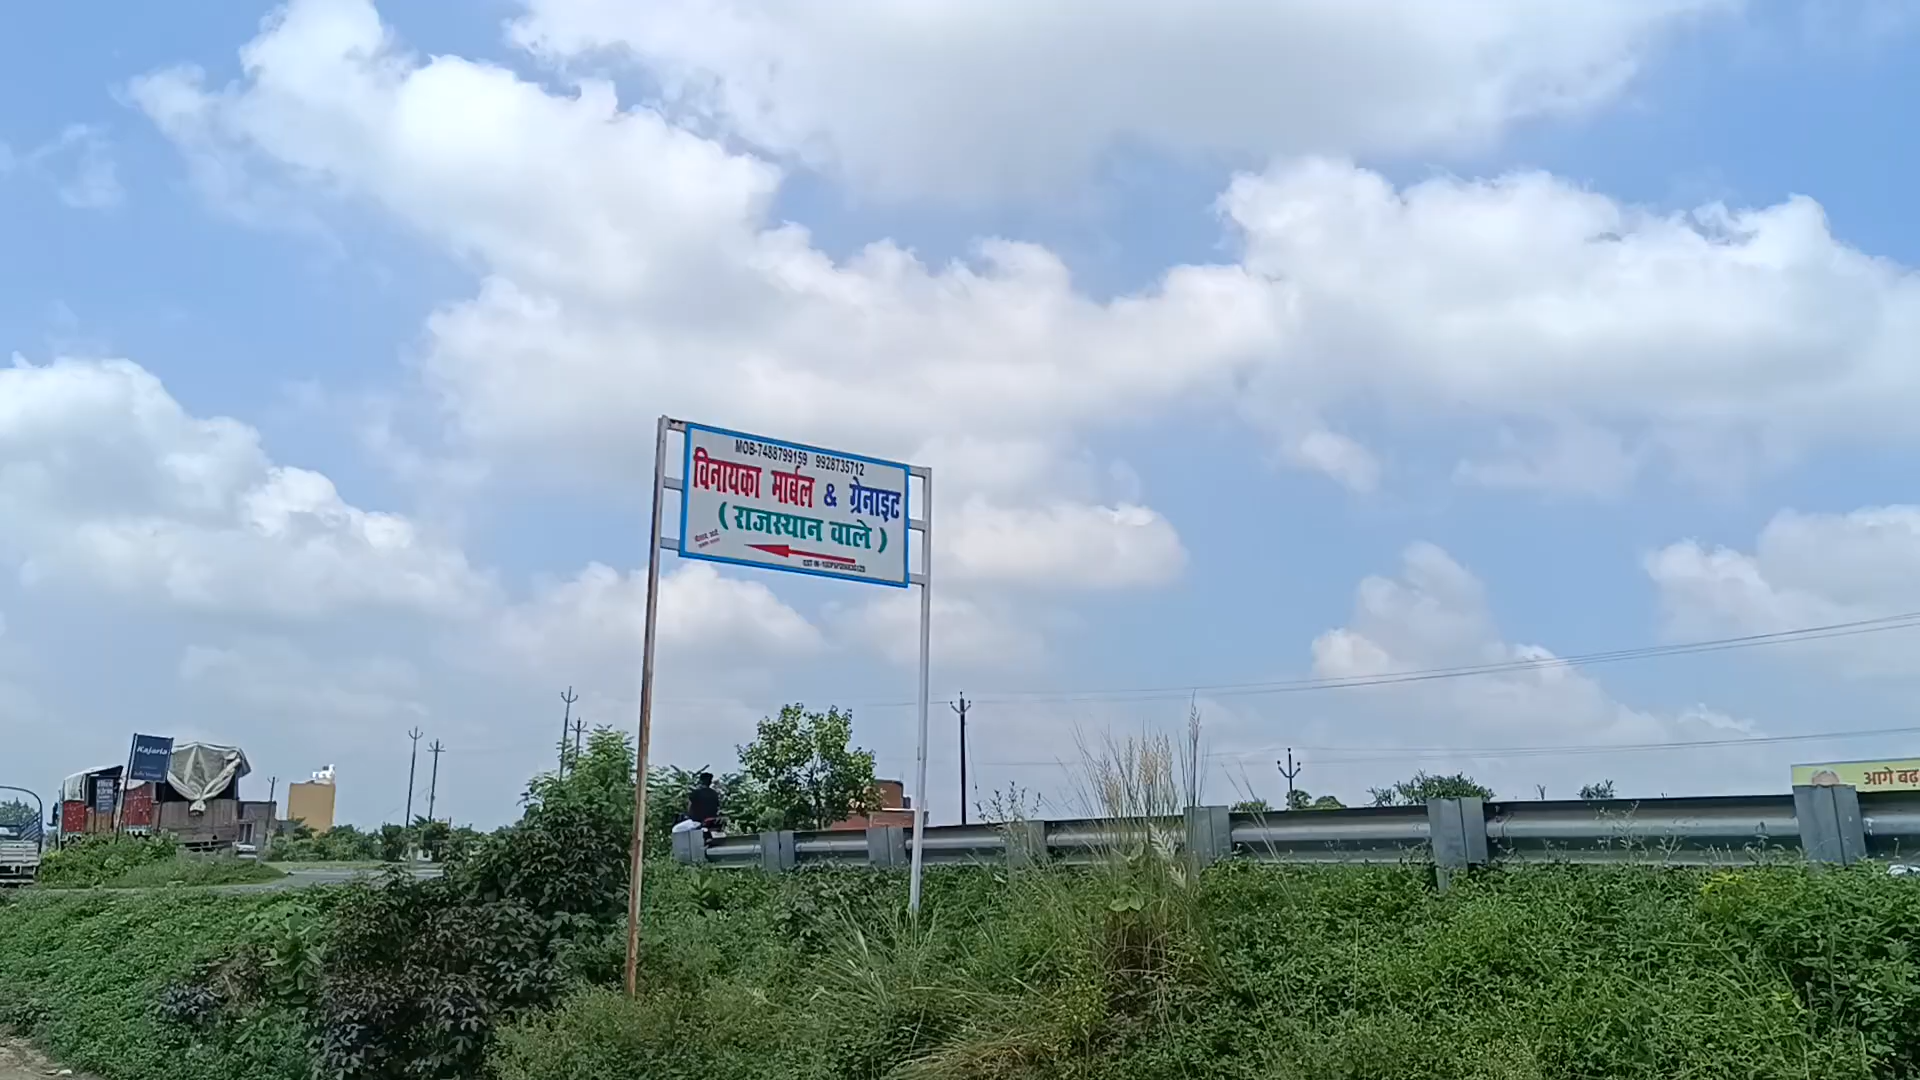 MOB-7488799159 9928735712
विनायका मार्बल & ग्रेनाइट
( राजस्थान वाले )
Kajaria
आगे बढ़